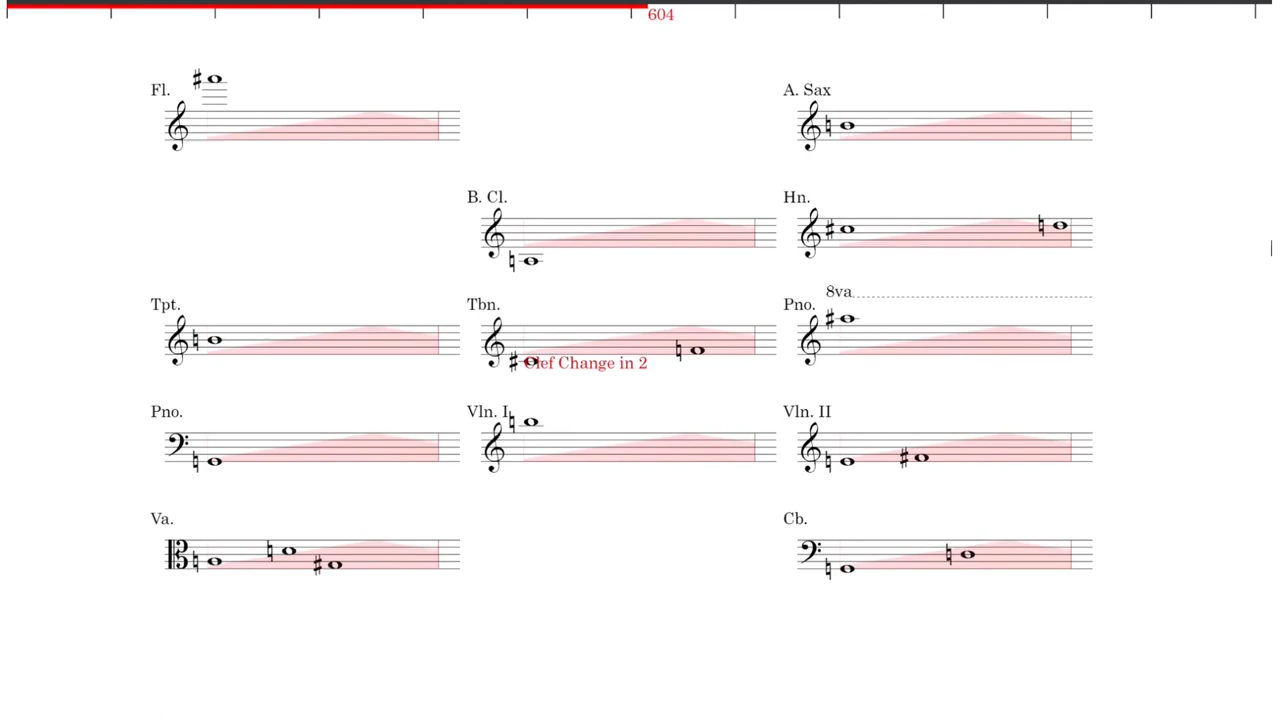 604
Fl.
A. Sax
B. Cl.
Hn.
8va
Tpt.
Tbn.
Pno.
Clef Change in 2
Pno.
Vln. I
Vln. II
Va.
Cb.